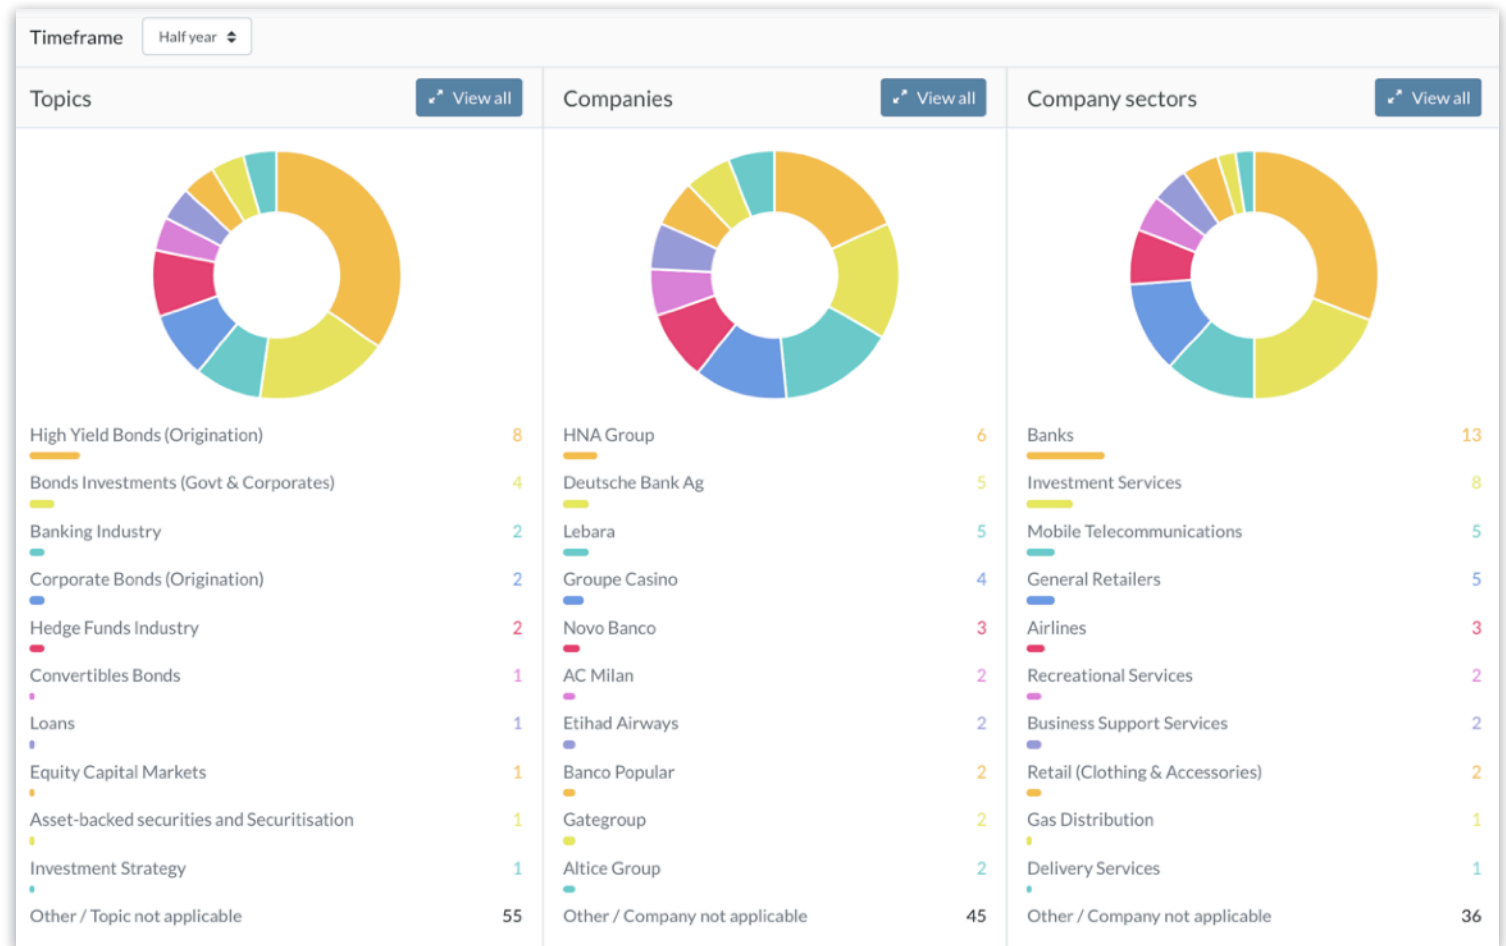 Timeframe Half year
Topics View all
High Yield Bonds (Origination) 8
Bonds Investments (Govt & Corporates) 4
Banking Industry 2
Corporate Bonds (Origination) 2
Hedge Funds Industry 2
Convertibles Bonds 1
Loans 1
Equity Capital Markets 1
Asset-backed securities and Securitisation 1
Investment Strategy 1
Other / Topic not applicable 55
Companies View all
HNA Group 6
Deutsche Bank Ag 5
Lebara 5
Groupe Casino 4
Novo Banco 3
AC Milan 2
Etihad Airways 2
Banco Popular 2
Gategroup 2
Altice Group 2
Other / Company not applicable 45
Company sectors View all
Banks 13
Investment Services 8
Mobile Telecommunications 5
General Retailers 5
Airlines 3
Recreational Services 2
Business Support Services 2
Retail (Clothing & Accessories) 2
Gas Distribution 1
Delivery Services 1
Other / Company not applicable 36